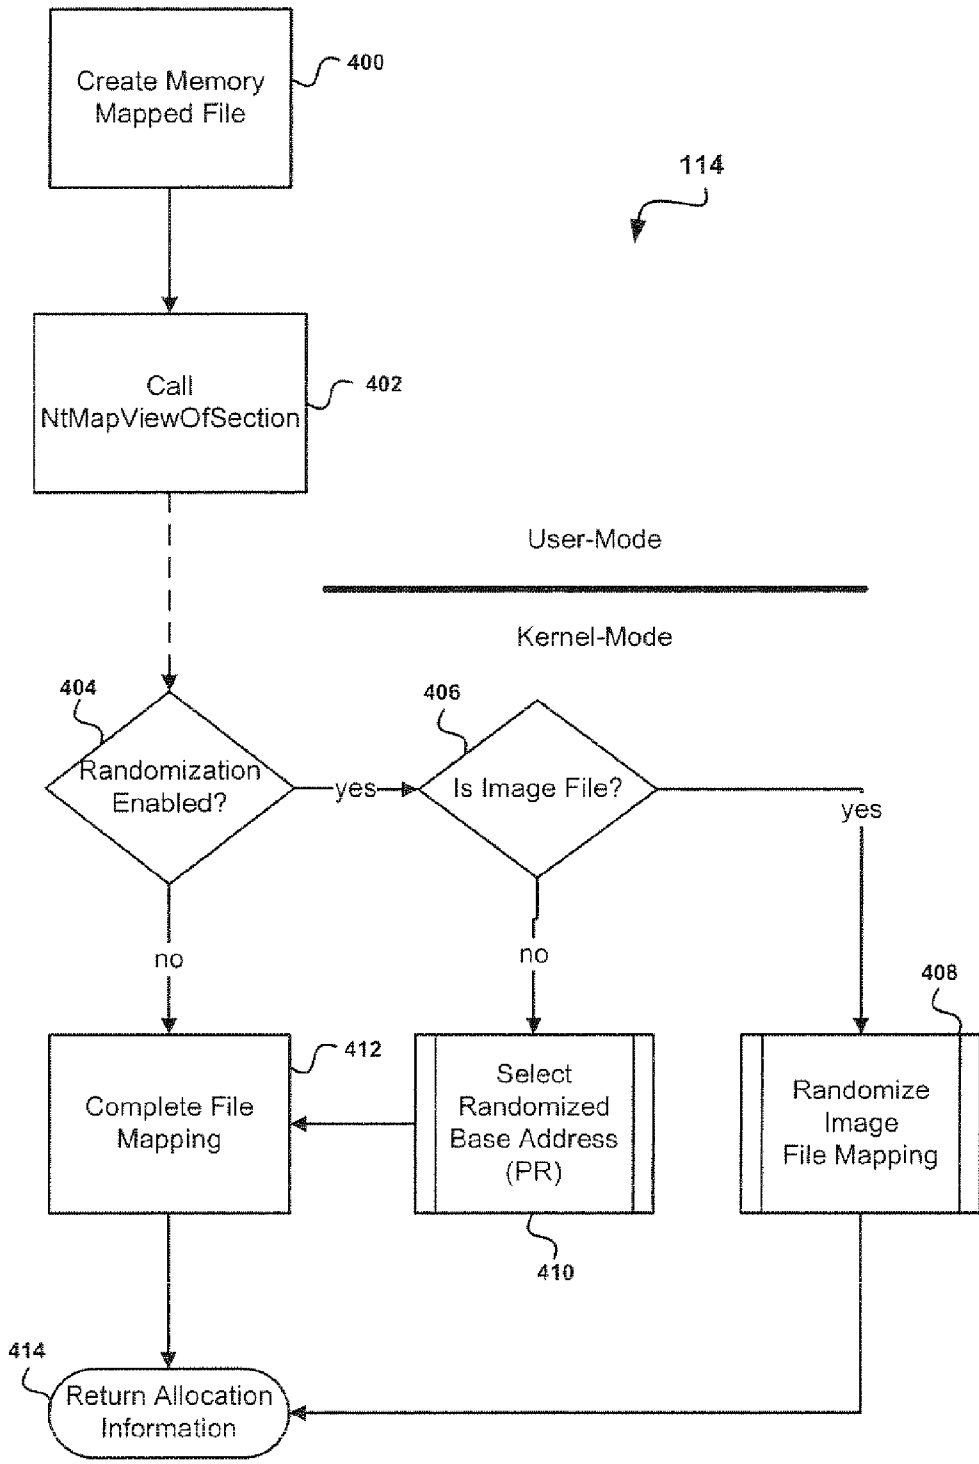 Create Memory
Mapped File
400
114
Call
NtMapViewOfSection
402
User-Mode
Kernel-Mode
404
Randomization
Enabled?
yes
406
Is Image File?
yes
no
no
408
Complete File
Mapping
412
Select
Randomized
Base Address
(PR)
410
Randomize
Image
File Mapping
414
Return Allocation
Information